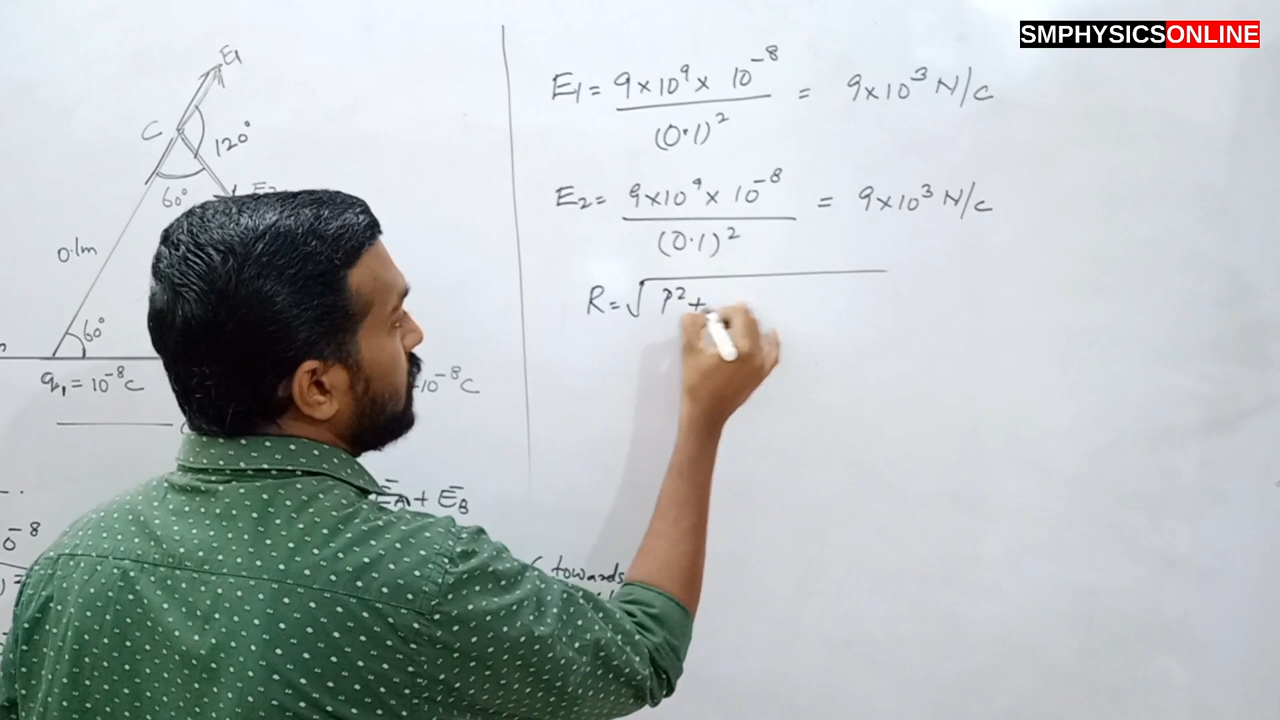 SMPHYSICSONLINE
E1
C
120°
60°
0.1m
60°
q1 = 10^-8 C
10^-8 C
E1 = 9×10^9 × 10^-8 / (0.1)^2 = 9×10^3 N/C
E2 = 9×10^9 × 10^-8 / (0.1)^2 = 9×10^3 N/C
R = √ P^2 +
EA + EB
(towards